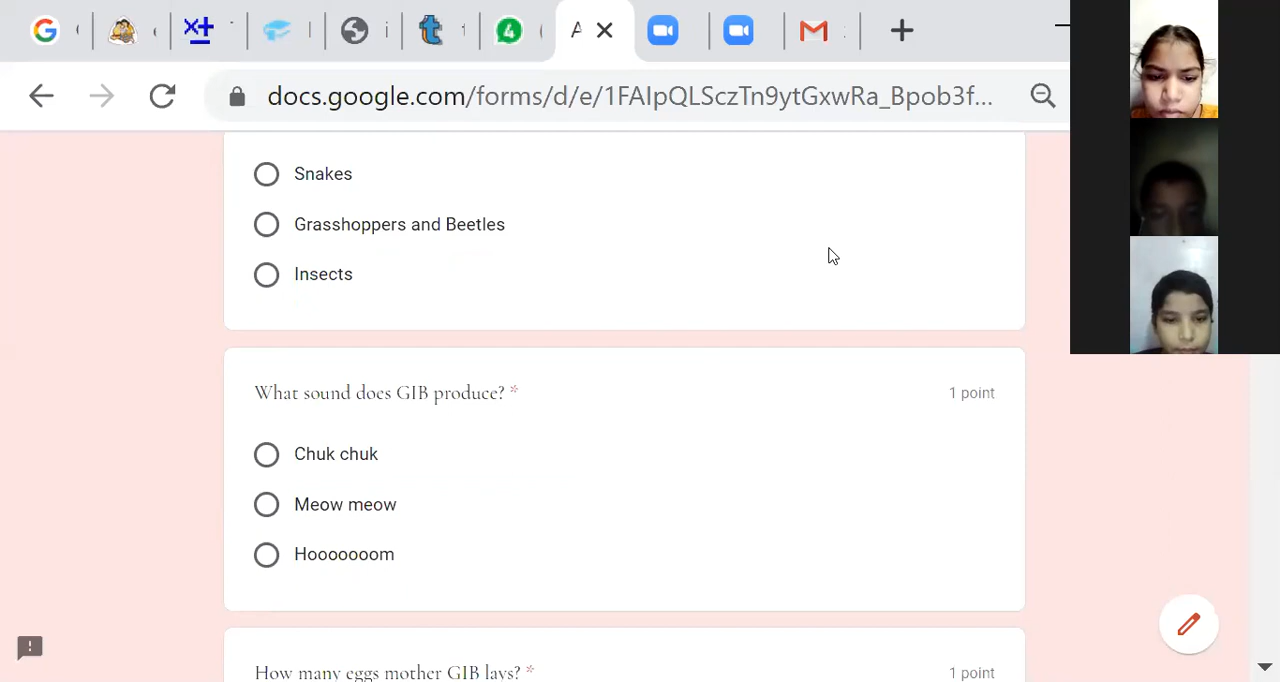 docs.google.com/forms/d/e/1FAIpQLSczTn9ytGxwRa_Bpob3f...
Snakes
Grasshoppers and Beetles
Insects
What sound does GIB produce? *
1 point
Chuk chuk
Meow meow
Hooooooom
How many eggs mother GIB lays? *
1 point